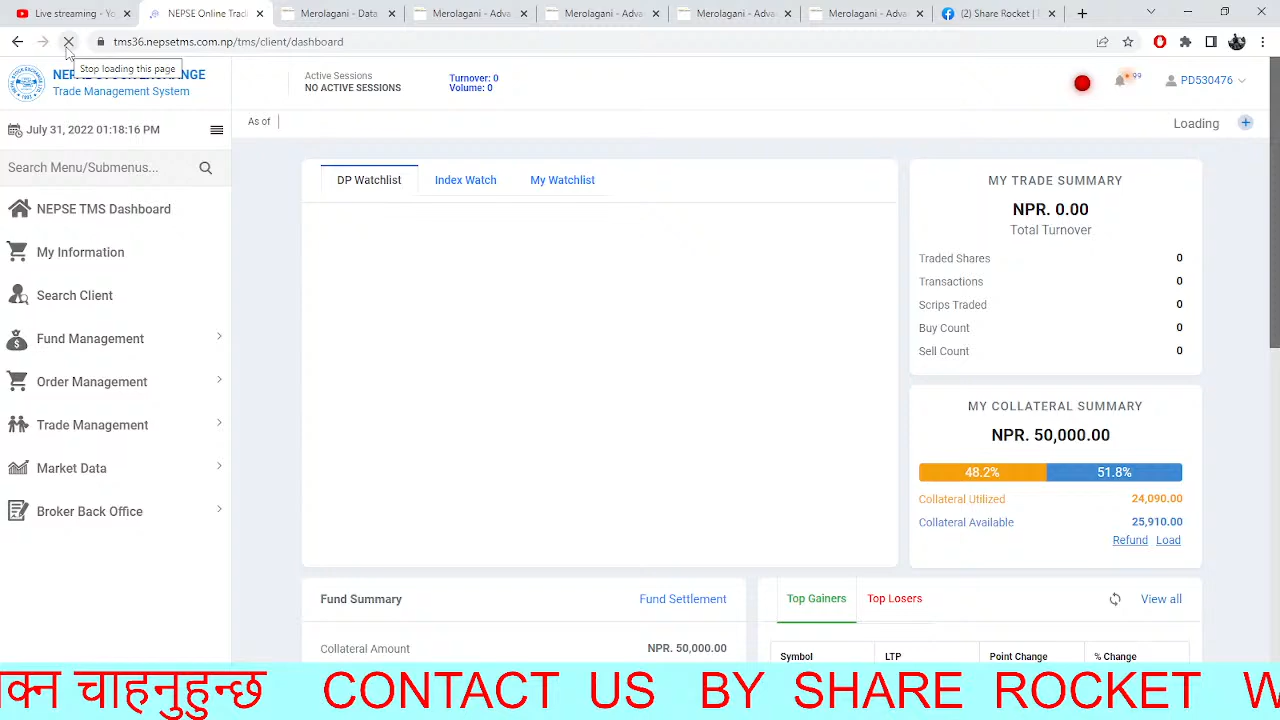 Live streaming - Yo
NEPSE Online Tradi
Merolagani - Data
Merolagani - Adva
Merolagani - Adva
Merolagani - Adva
Merolagani - Adva
(2) Share Rocket |
tms36.nepsetms.com.np/tms/client/dashboard
Stop loading this page
Trade Management System
Active Sessions
NO ACTIVE SESSIONS
Turnover: 0
Volume: 0
99
PD530476
July 31, 2022 01:18:16 PM
As of
Loading
Search Menu/Submenus...
NEPSE TMS Dashboard
My Information
Search Client
Fund Management
Order Management
Trade Management
Market Data
Broker Back Office
DP Watchlist
Index Watch
My Watchlist
MY TRADE SUMMARY
NPR. 0.00
Total Turnover
Traded Shares 0
Transactions 0
Scrips Traded 0
Buy Count 0
Sell Count 0
MY COLLATERAL SUMMARY
NPR. 50,000.00
48.2% 51.8%
Collateral Utilized 24,090.00
Collateral Available 25,910.00
Refund Load
Fund Summary Fund Settlement
Collateral Amount NPR. 50,000.00
Top Gainers Top Losers View all
Symbol LTP Point Change % Change
चाहनुहुन्छ CONTACT US BY SHARE ROCKET W